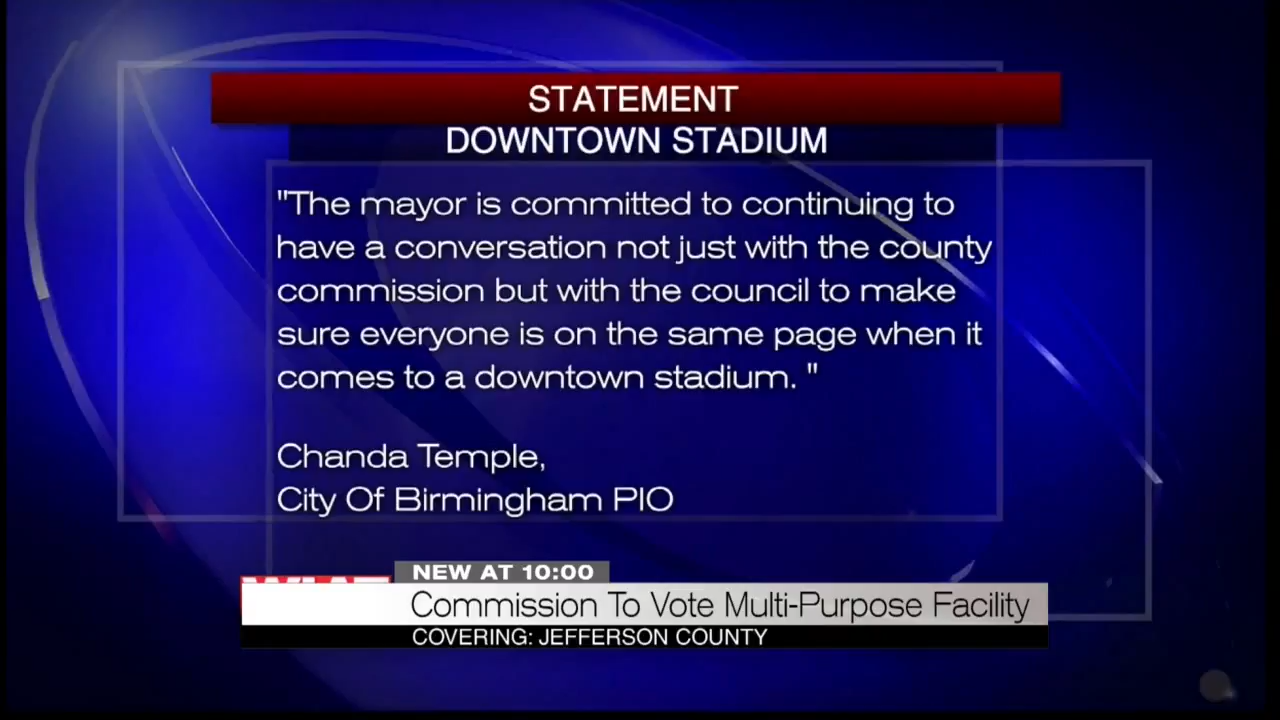 STATEMENT
DOWNTOWN STADIUM
"The mayor is committed to continuing to
have a conversation not just with the county
commission but with the council to make
sure everyone is on the same page when it
comes to a downtown stadium. "
Chanda Temple,
City Of Birmingham PIO
NEW AT 10:00
Commission To Vote Multi-Purpose Facility
COVERING: JEFFERSON COUNTY